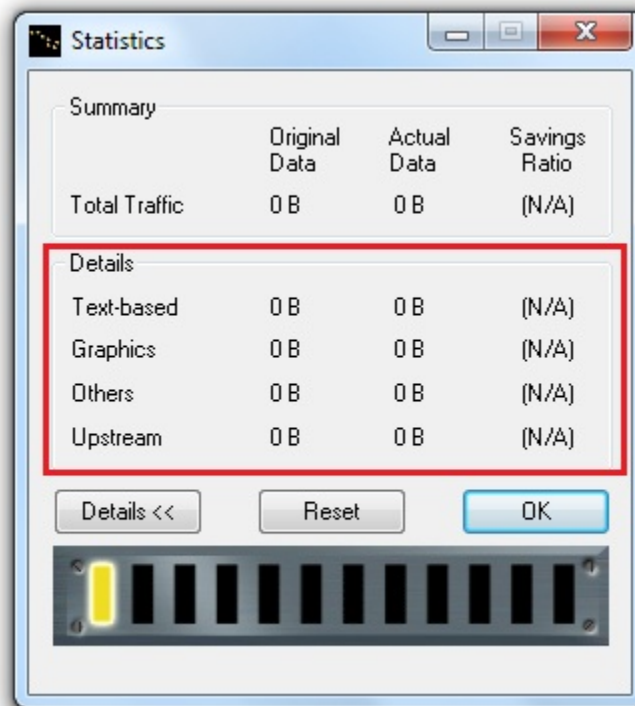 Statistics
Summary
Original Data Actual Data Savings Ratio
Total Traffic 0 B 0 B (N/A)
Details
Text-based 0 B 0 B (N/A)
Graphics 0 B 0 B (N/A)
Others 0 B 0 B (N/A)
Upstream 0 B 0 B (N/A)
Details << Reset OK